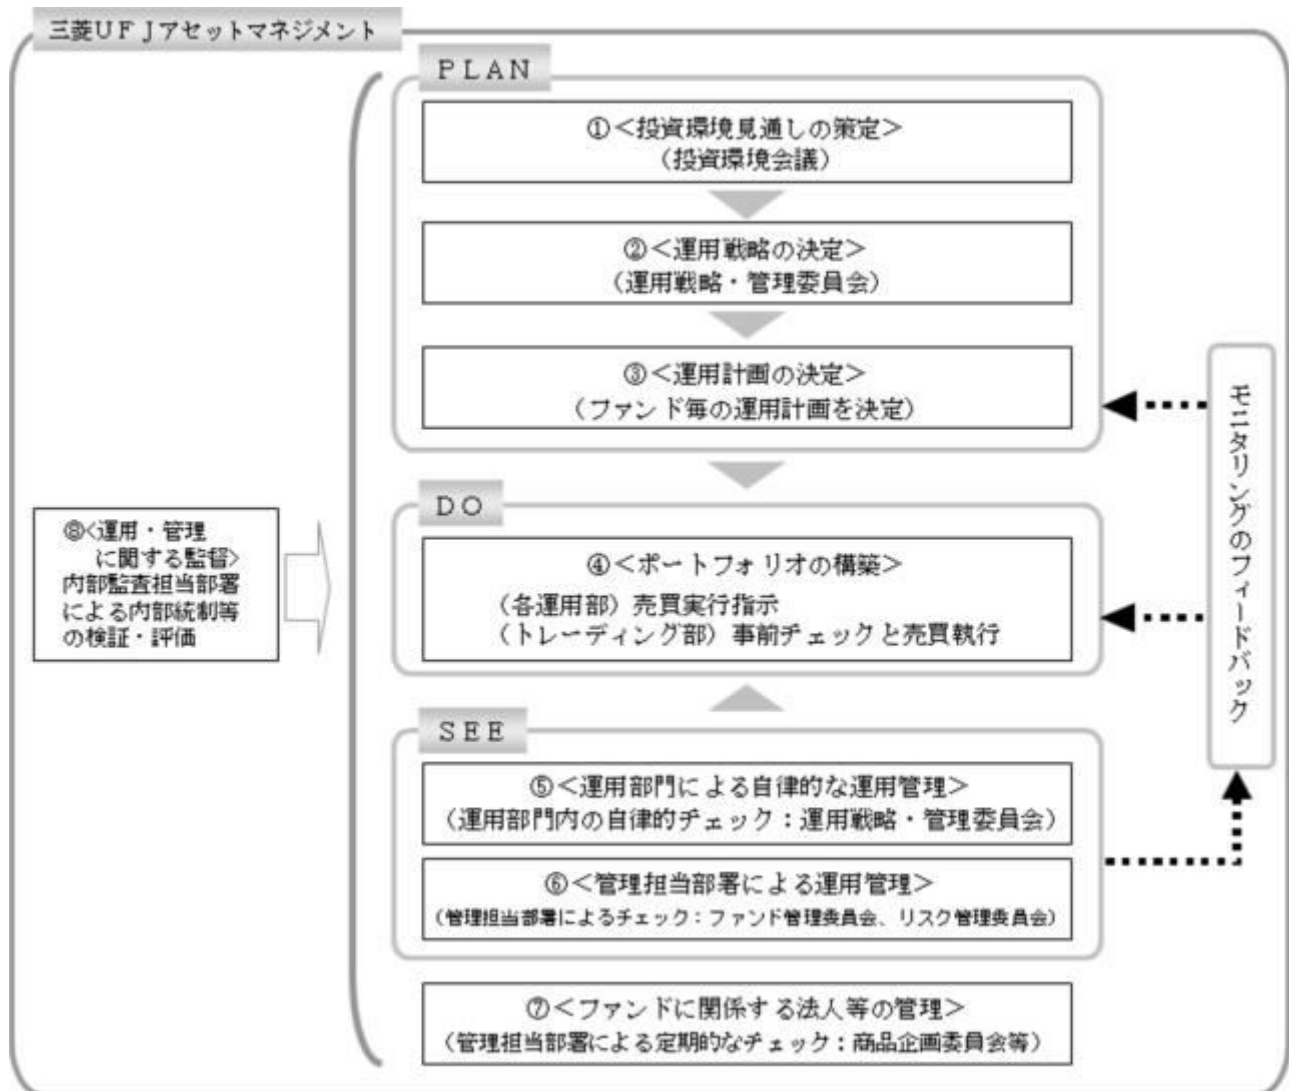 三菱ＵＦＪアセットマネジメント
ＰＬＡＮ
①＜投資環境見通しの策定＞
（投資環境会議）
②＜運用戦略の決定＞
（運用戦略・管理委員会）
③＜運用計画の決定＞
（ファンド毎の運用計画を決定）
ＤＯ
④＜ポートフォリオの構築＞
（各運用部）売買実行指示
（トレーディング部）事前チェックと売買執行
ＳＥＥ
⑤＜運用部門による自律的な運用管理＞
（運用部門内の自律的チェック：運用戦略・管理委員会）
⑥＜管理担当部署による運用管理＞
（管理担当部署によるチェック：ファンド管理委員会、リスク管理委員会）
⑦＜ファンドに関係する法人等の管理＞
（管理担当部署による定期的なチェック：商品企画委員会等）
⑧<運用・管理
に関する監督>
内部監査担当部署
による内部統制等
の検証・評価
モニタリングのフィードバック